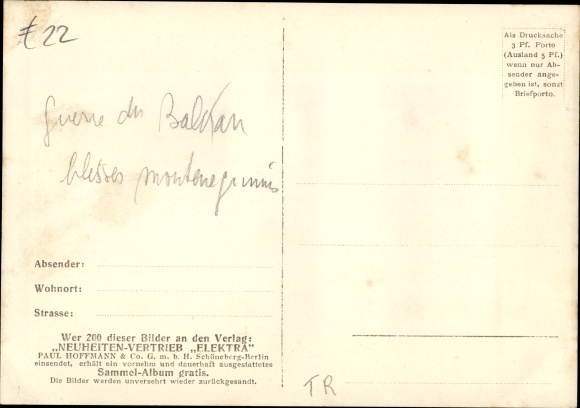 £22
Als Drucksache
3 Pf. Porto
(Ausland 5 Pf.)
wenn nur Ab-
sender ange-
geben ist, sonst
Briefporto.
Guerre des Balkan
blessés montenegrinis
Absender:
Wohnort:
Strasse:
Wer 200 dieser Bilder an den Verlag:
„NEUHEITEN-VERTRIEB „ELEKTRA”
PAUL HOFFMANN & Co. G. m. b. H. Schöneberg-Berlin
einsendet, erhält ein vornehm und dauerhaft ausgestattetes
Sammel-Album gratis.
Die Bilder werden unversehrt wieder zurückgesandt.
TR